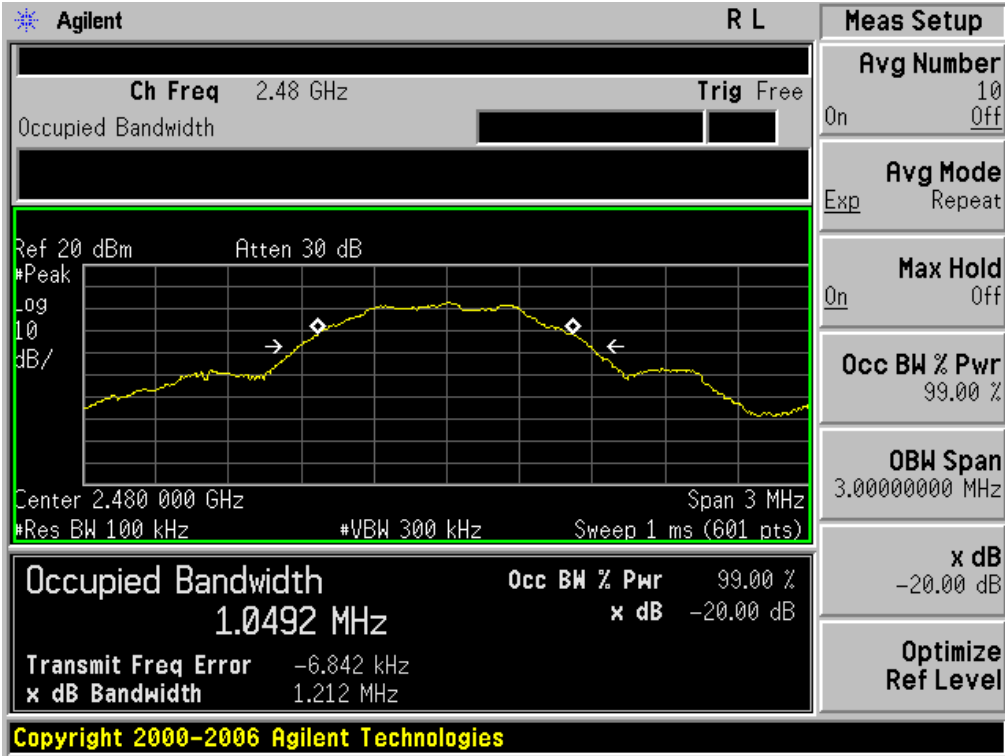 Agilent R L
Ch Freq 2.48 GHz Trig Free
Occupied Bandwidth
Ref 20 dBm Atten 30 dB
#Peak
Log
10
dB/
Center 2.480 000 GHz Span 3 MHz
#Res BW 100 kHz #VBW 300 kHz Sweep 1 ms (601 pts)
Occupied Bandwidth
1.0492 MHz
Occ BW % Pwr 99.00 %
x dB -20.00 dB
Transmit Freq Error -6.842 kHz
x dB Bandwidth 1.212 MHz
Copyright 2000-2006 Agilent Technologies
Meas Setup
Avg Number
10
On Off
Avg Mode
Exp Repeat
Max Hold
On Off
Occ BW % Pwr
99.00 %
OBW Span
3.00000000 MHz
x dB
-20.00 dB
Optimize
Ref Level